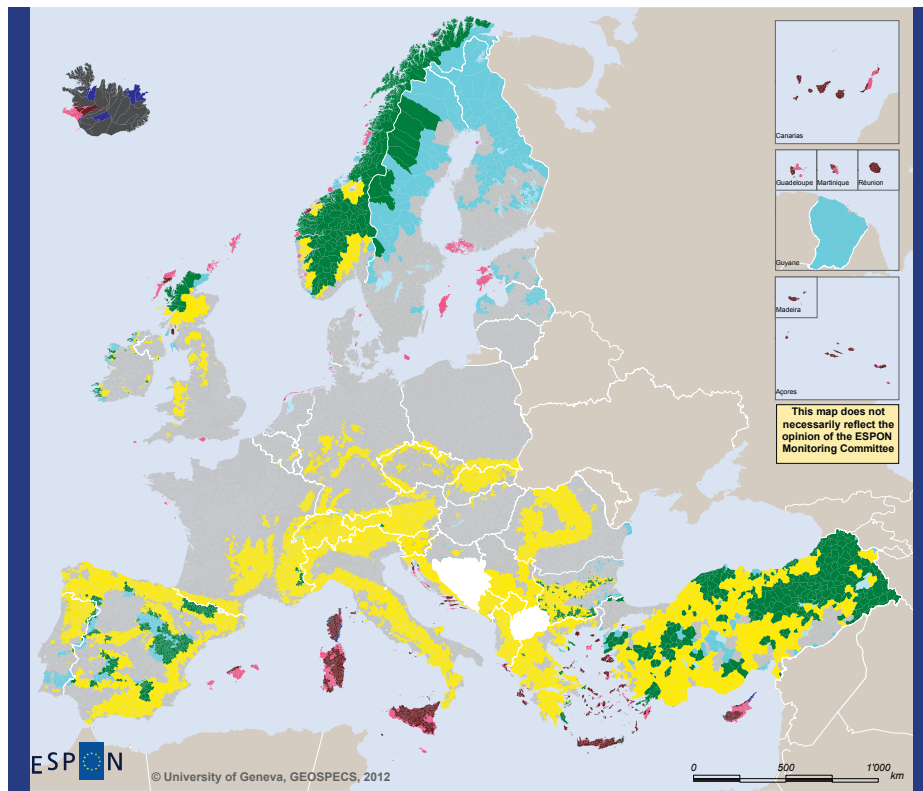 Canarias
Guadeloupe Martinique Réunion
Guyane
Madeira
Açores
This map does not
necessarily reflect the
opinion of the ESPON
Monitoring Committee
ESPON
© University of Geneva, GEOSPECS, 2012
0 500 1'000
km